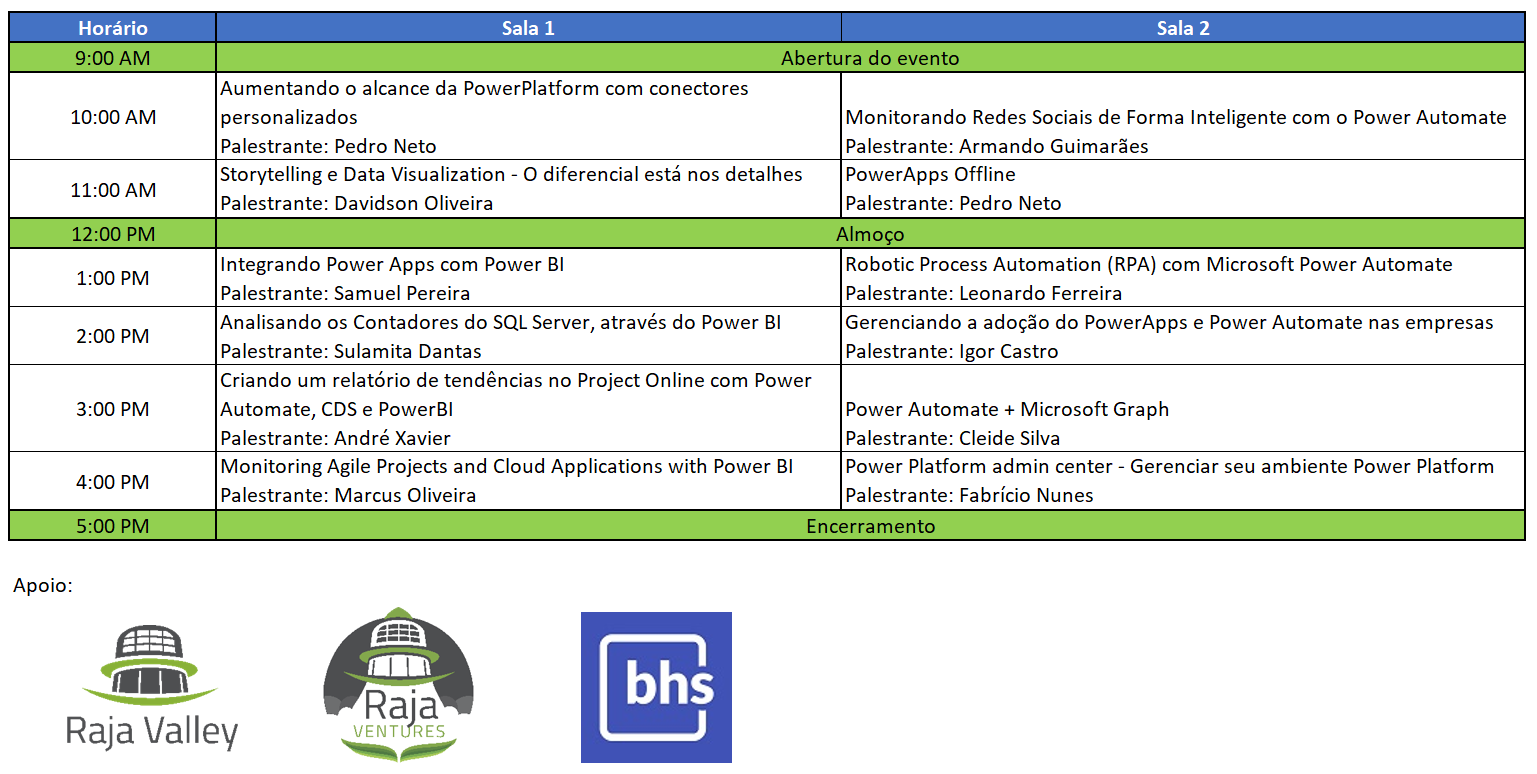 Horário Sala 1 Sala 2
9:00 AM Abertura do evento
10:00 AM
Aumentando o alcance da PowerPlatform com conectores
personalizados
Palestrante: Pedro Neto
Monitorando Redes Sociais de Forma Inteligente com o Power Automate
Palestrante: Armando Guimarães
11:00 AM
Storytelling e Data Visualization - O diferencial está nos detalhes
Palestrante: Davidson Oliveira
PowerApps Offline
Palestrante: Pedro Neto
12:00 PM Almoço
1:00 PM
Integrando Power Apps com Power BI
Palestrante: Samuel Pereira
Robotic Process Automation (RPA) com Microsoft Power Automate
Palestrante: Leonardo Ferreira
2:00 PM
Analisando os Contadores do SQL Server, através do Power BI
Palestrante: Sulamita Dantas
Gerenciando a adoção do PowerApps e Power Automate nas empresas
Palestrante: Igor Castro
3:00 PM
Criando um relatório de tendências no Project Online com Power
Automate, CDS e PowerBI
Palestrante: André Xavier
Power Automate + Microsoft Graph
Palestrante: Cleide Silva
4:00 PM
Monitoring Agile Projects and Cloud Applications with Power BI
Palestrante: Marcus Oliveira
Power Platform admin center - Gerenciar seu ambiente Power Platform
Palestrante: Fabrício Nunes
5:00 PM Encerramento
Apoio:
Raja Valley
Raja
VENTURES
bhs